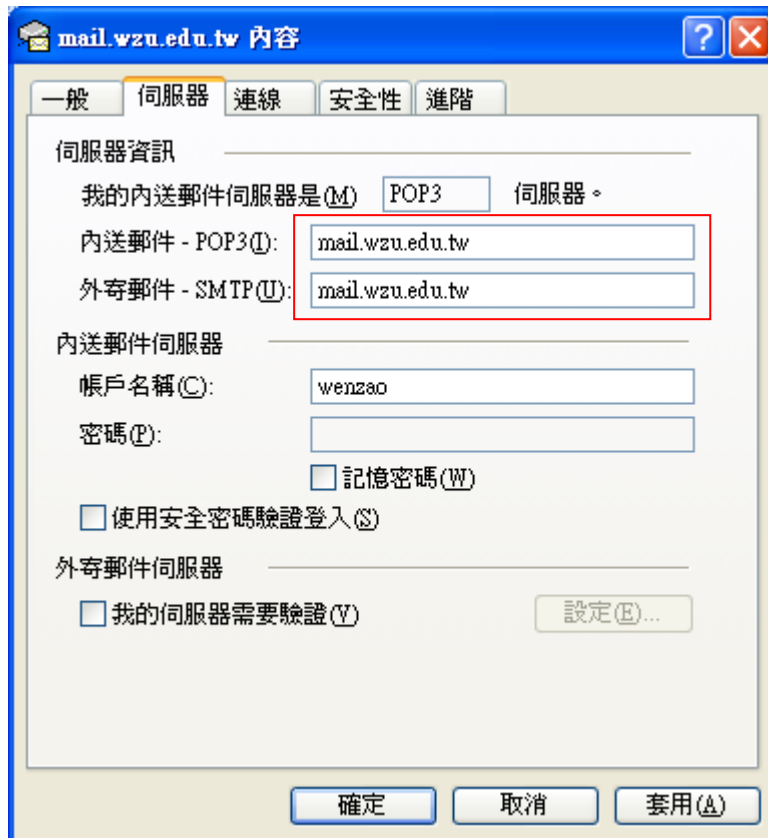 mail.wzu.edu.tw 內容
一般 伺服器 連線 安全性 進階
伺服器資訊
我的內送郵件伺服器是(M) POP3 伺服器。
內送郵件 - POP3(I): mail.wzu.edu.tw
外寄郵件 - SMTP(U): mail.wzu.edu.tw
內送郵件伺服器
帳戶名稱(C): wenzao
密碼(P):
記憶密碼(W)
使用安全密碼驗證登入(S)
外寄郵件伺服器
我的伺服器需要驗證(V) 設定(E)...
確定 取消 套用(A)